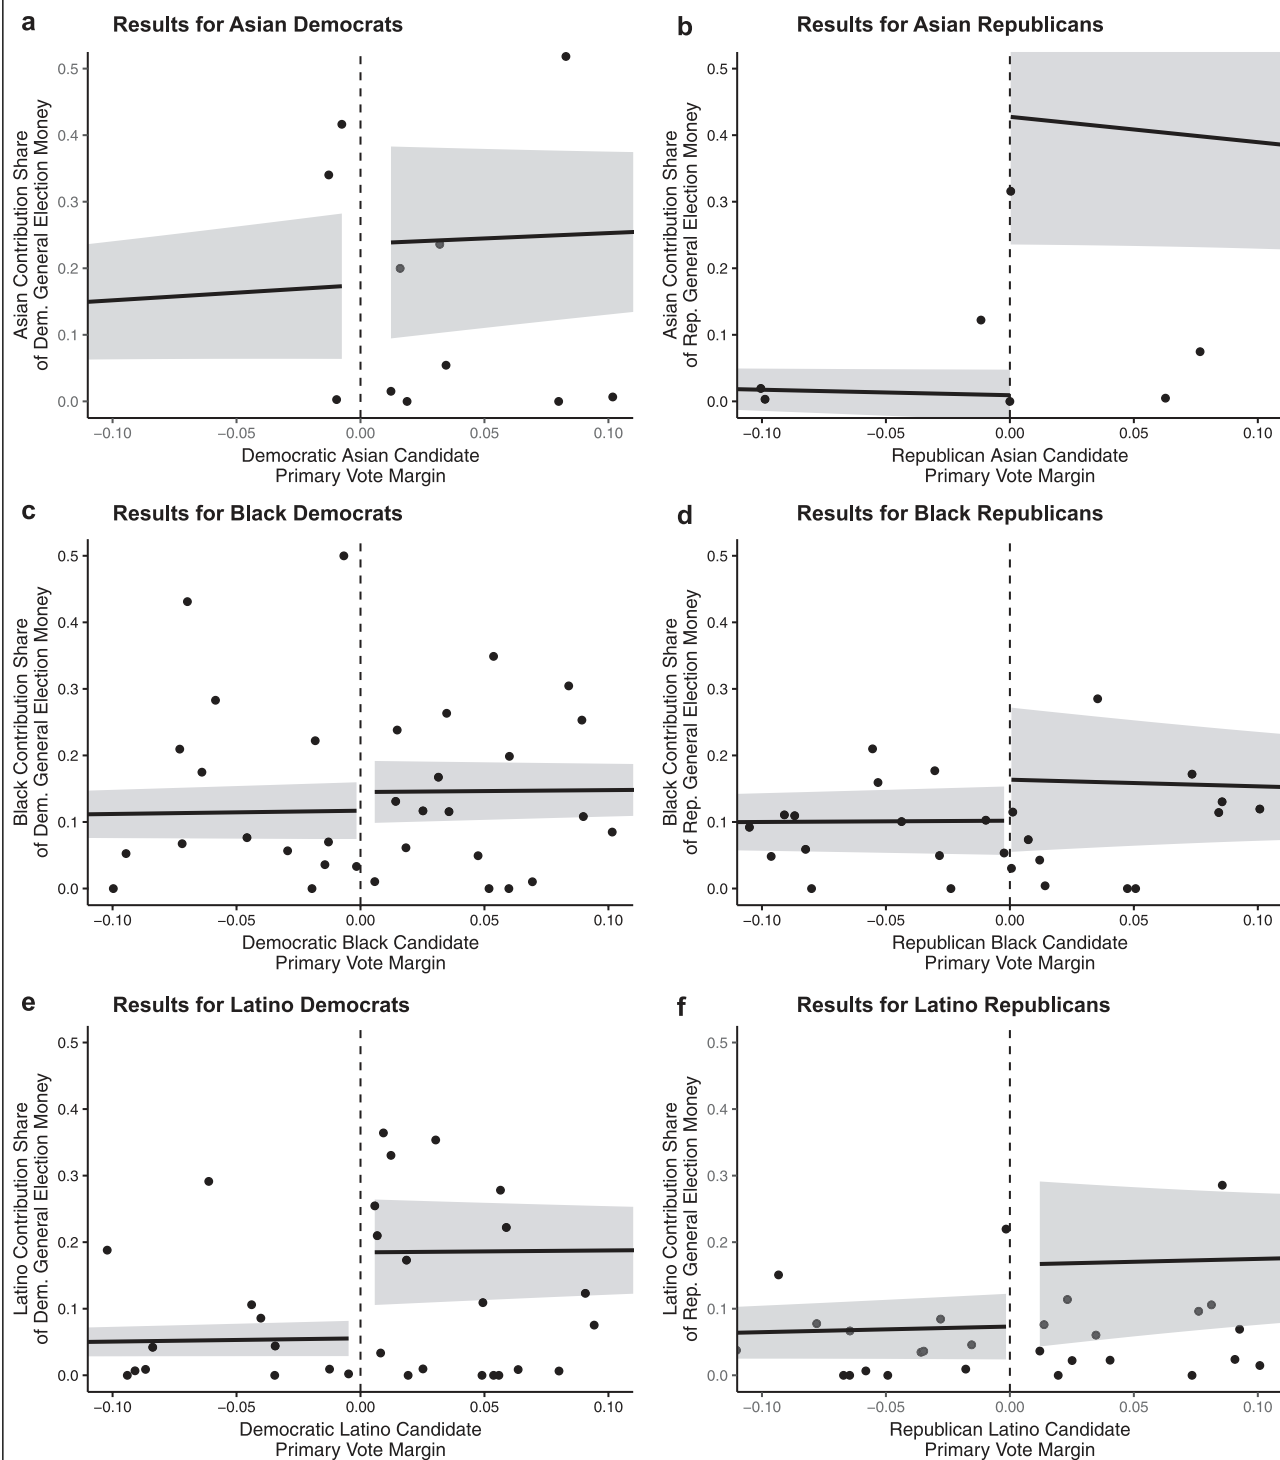 a Results for Asian Democrats
Asian Contribution Share
of Dem. General Election Money
0.5
0.4
0.3
0.2
0.1
0.0
−0.10 −0.05 0.00 0.05 0.10
Democratic Asian Candidate
Primary Vote Margin
b Results for Asian Republicans
Asian Contribution Share
of Rep. General Election Money
0.5
0.4
0.3
0.2
0.1
0.0
−0.10 −0.05 0.00 0.05 0.10
Republican Asian Candidate
Primary Vote Margin
c Results for Black Democrats
Black Contribution Share
of Dem. General Election Money
0.5
0.4
0.3
0.2
0.1
0.0
−0.10 −0.05 0.00 0.05 0.10
Democratic Black Candidate
Primary Vote Margin
d Results for Black Republicans
Black Contribution Share
of Rep. General Election Money
0.5
0.4
0.3
0.2
0.1
0.0
−0.10 −0.05 0.00 0.05 0.10
Republican Black Candidate
Primary Vote Margin
e Results for Latino Democrats
Latino Contribution Share
of Dem. General Election Money
0.5
0.4
0.3
0.2
0.1
0.0
−0.10 −0.05 0.00 0.05 0.10
Democratic Latino Candidate
Primary Vote Margin
f Results for Latino Republicans
Latino Contribution Share
of Rep. General Election Money
0.5
0.4
0.3
0.2
0.1
0.0
−0.10 −0.05 0.00 0.05 0.10
Republican Latino Candidate
Primary Vote Margin